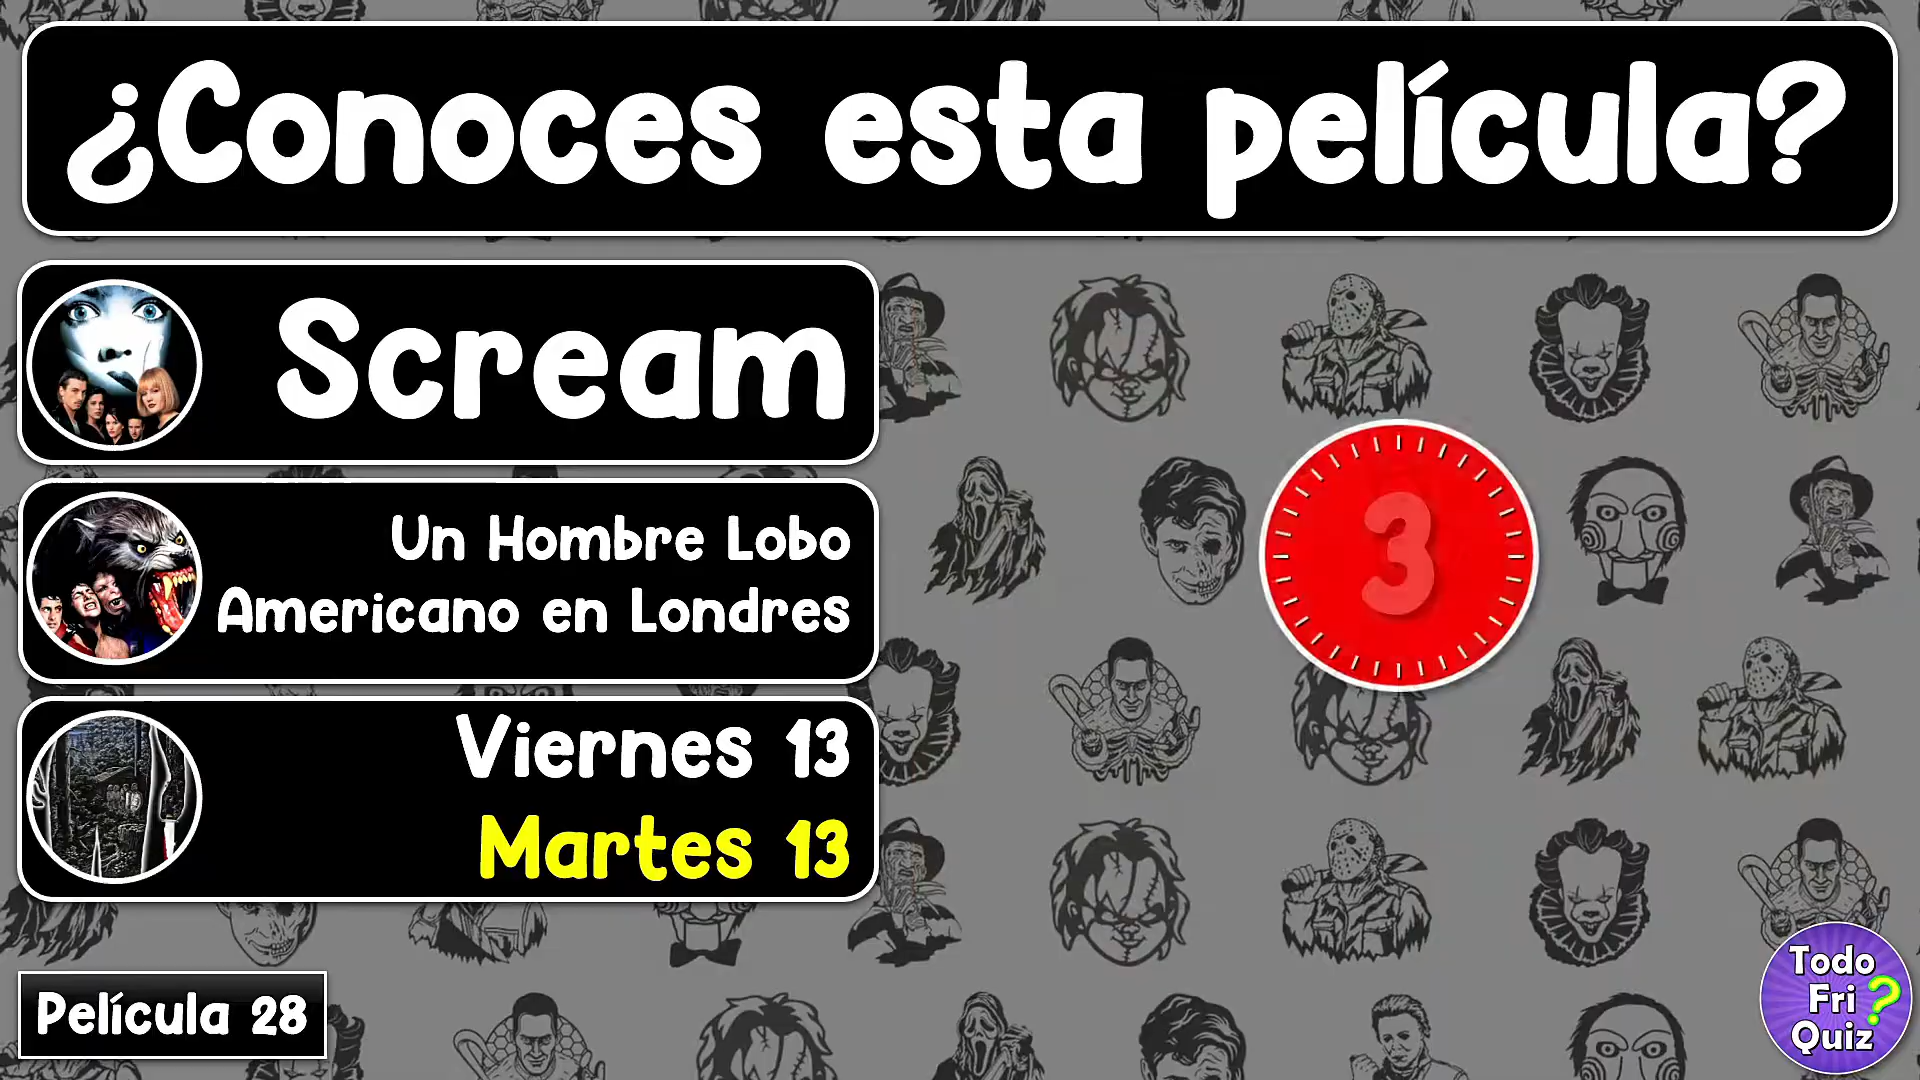 ¿Conoces esta película?
Scream
Un Hombre Lobo
Americano en Londres
Viernes 13
Martes 13
3
Película 28
Todo
Fri
Quiz
?